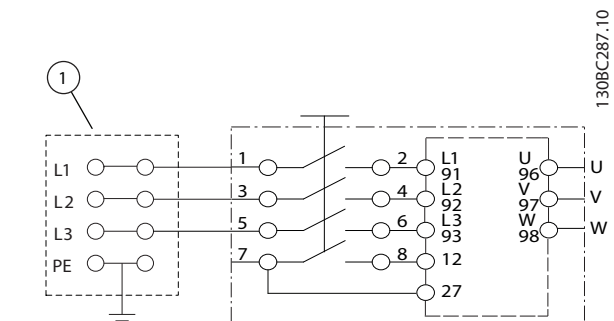 130BC287.10
1
L1 1 2 L1 91 U 96 U
L2 3 4 L2 92 V 97 V
L3 5 6 L3 93 W 98 W
PE 7 8 12
27